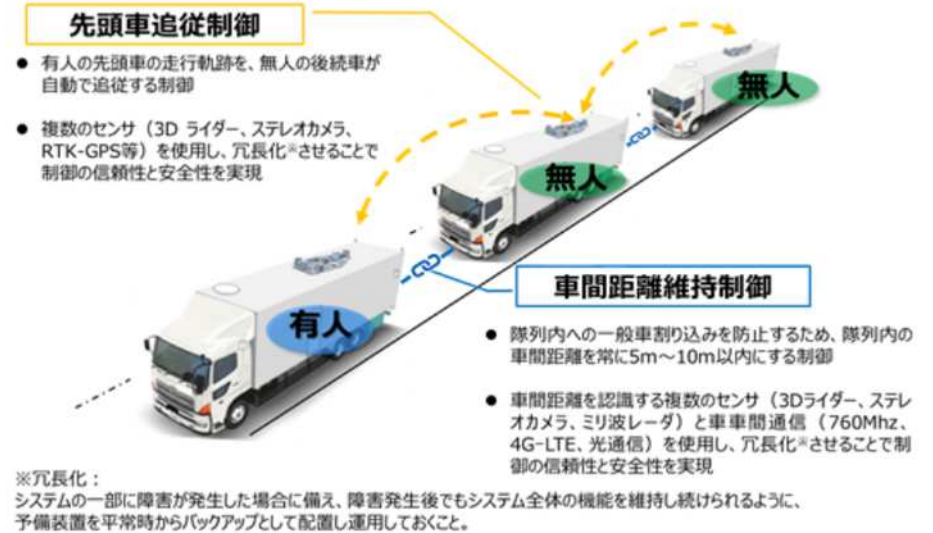 先頭車追従制御
● 有人の先頭車の走行軌跡を、無人の後続車が
自動で追従する制御
● 複数のセンサ（3D ライダー、ステレオカメラ、
RTK-GPS等）を使用し、冗長化※させることで
制御の信頼性と安全性を実現
無人
無人
有人
車間距離維持制御
● 隊列内への一般車割り込みを防止するため、隊列内の
車間距離を常に5m～10m以内にする制御
● 車間距離を認識する複数のセンサ（3Dライダー、ステレ
オカメラ、ミリ波レーダ）と車車間通信（760Mhz、
4G-LTE、光通信）を使用し、冗長化※させることで制
御の信頼性と安全性を実現
※冗長化：
システムの一部に障害が発生した場合に備え、障害発生後でもシステム全体の機能を維持し続けられるように、
予備装置を平常時からバックアップとして配置し運用しておくこと。